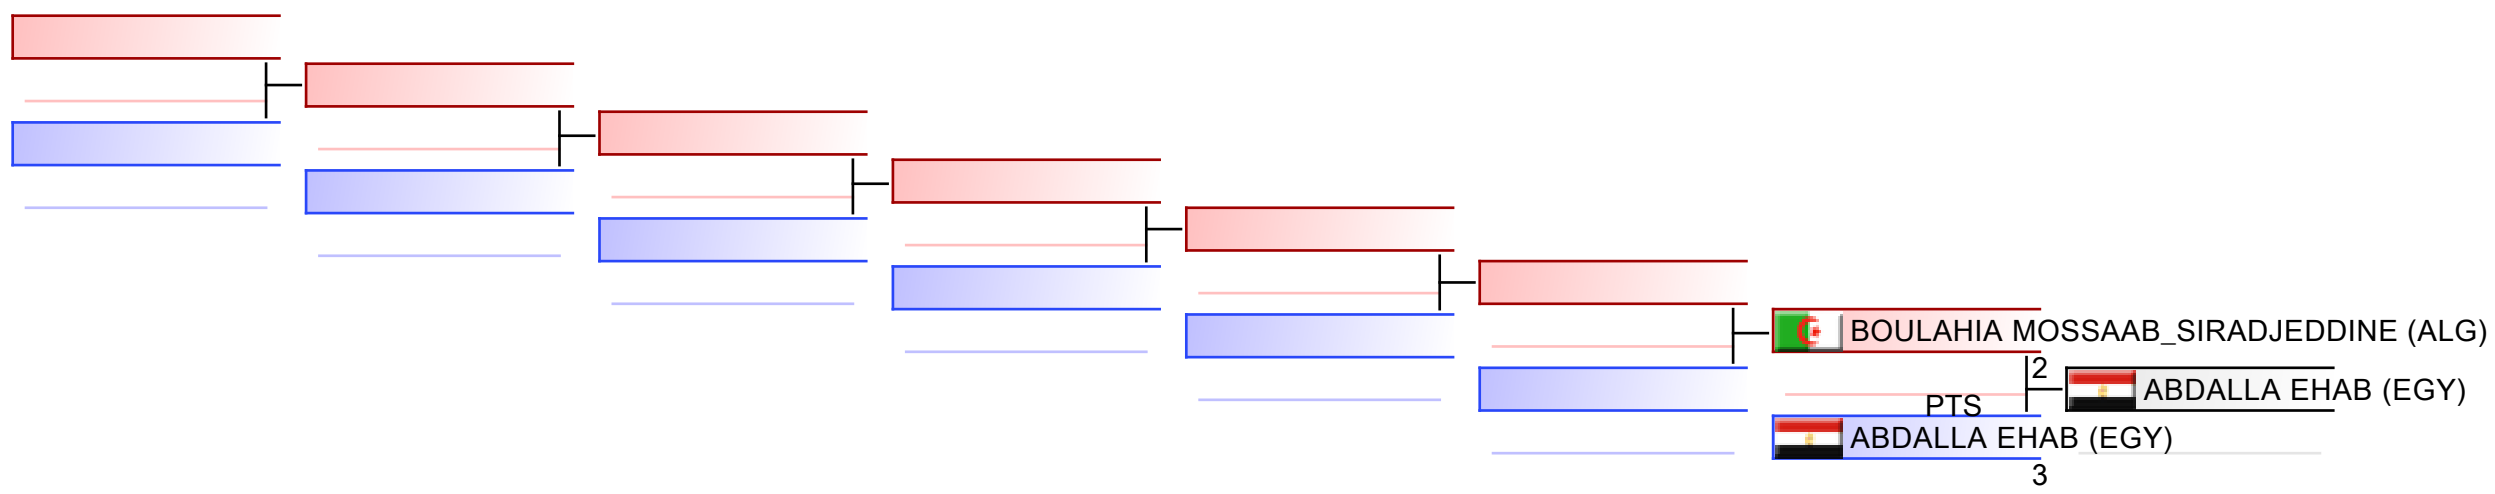 BOULAHIA MOSSAAB_SIRADJEDDINE (ALG)
2
ABDALLA EHAB (EGY)
PTS
ABDALLA EHAB (EGY)
3